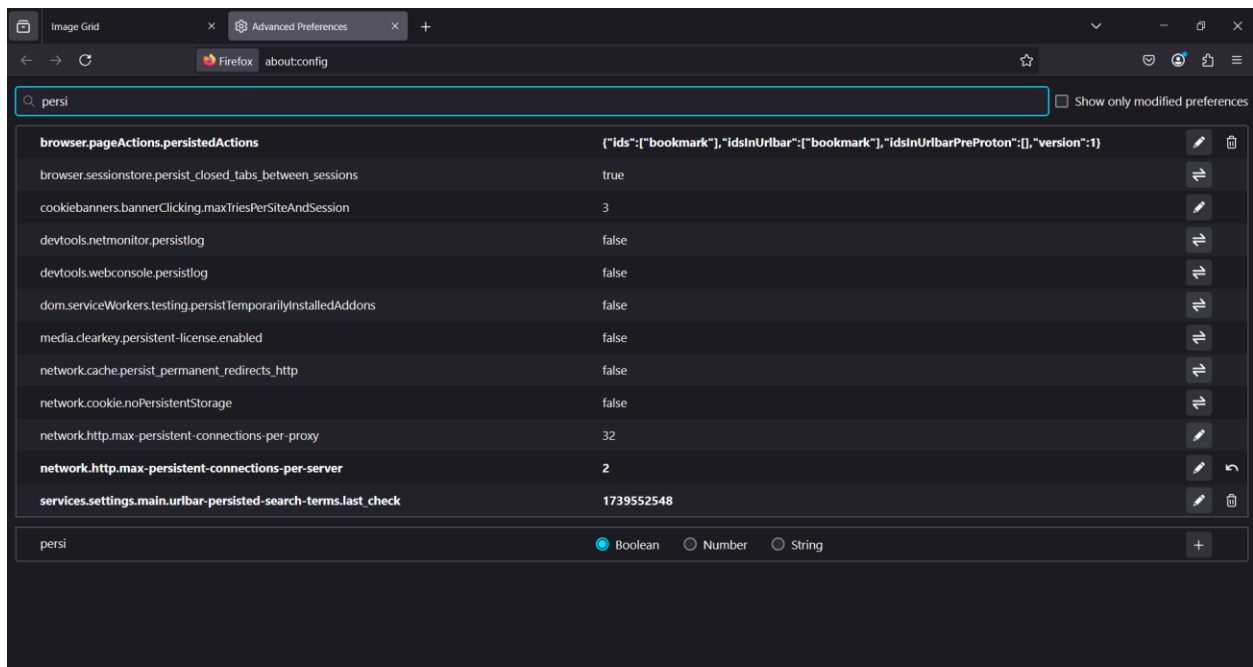 Image Grid Advanced Preferences
Firefox about:config
persi Show only modified preferences
browser.pageActions.persistedActions {"ids":["bookmark"],"idsInUrlbar":["bookmark"],"idsInUrlbarPreProton":[],"version":1}
browser.sessionstore.persist_closed_tabs_between_sessions true
cookiebanners.bannerClicking.maxTriesPerSiteAndSession 3
devtools.netmonitor.persistlog false
devtools.webconsole.persistlog false
dom.serviceWorkers.testing.persistTemporarilyInstalledAddons false
media.clearkey.persistent-license.enabled false
network.cache.persist_permanent_redirects_http false
network.cookie.noPersistentStorage false
network.http.max-persistent-connections-per-proxy 32
network.http.max-persistent-connections-per-server 2
services.settings.main.urlbar-persisted-search-terms.last_check 1739552548
persi Boolean Number String